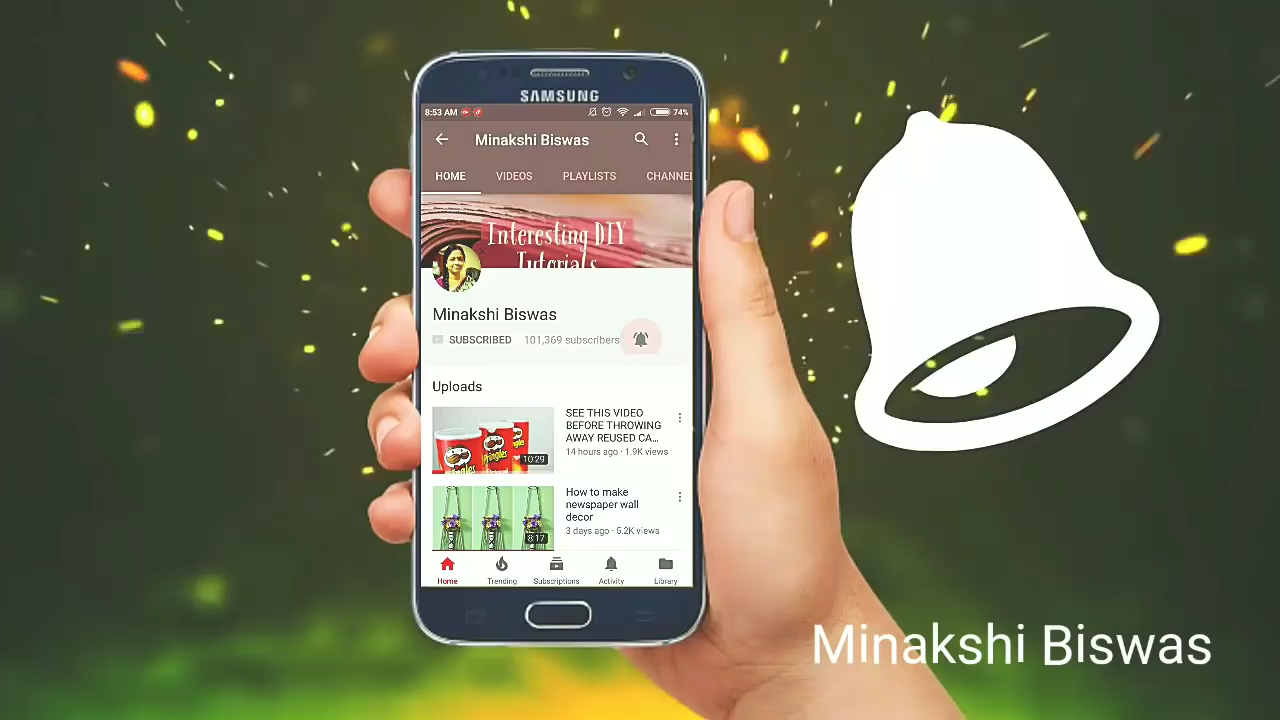 SAMSUNG
8:53 AM 74%
Minakshi Biswas
HOME VIDEOS PLAYLISTS CHANNEL
Interesting DIY
Tutorials
Minakshi Biswas
SUBSCRIBED 101,369 subscribers
Uploads
SEE THIS VIDEO
BEFORE THROWING
AWAY REUSED CA...
14 hours ago · 1.9K views
Pringles
10:29
How to make
newspaper wall
decor
3 days ago · 5.2K views
8:17
Home Trending Subscriptions Activity Library
Minakshi Biswas